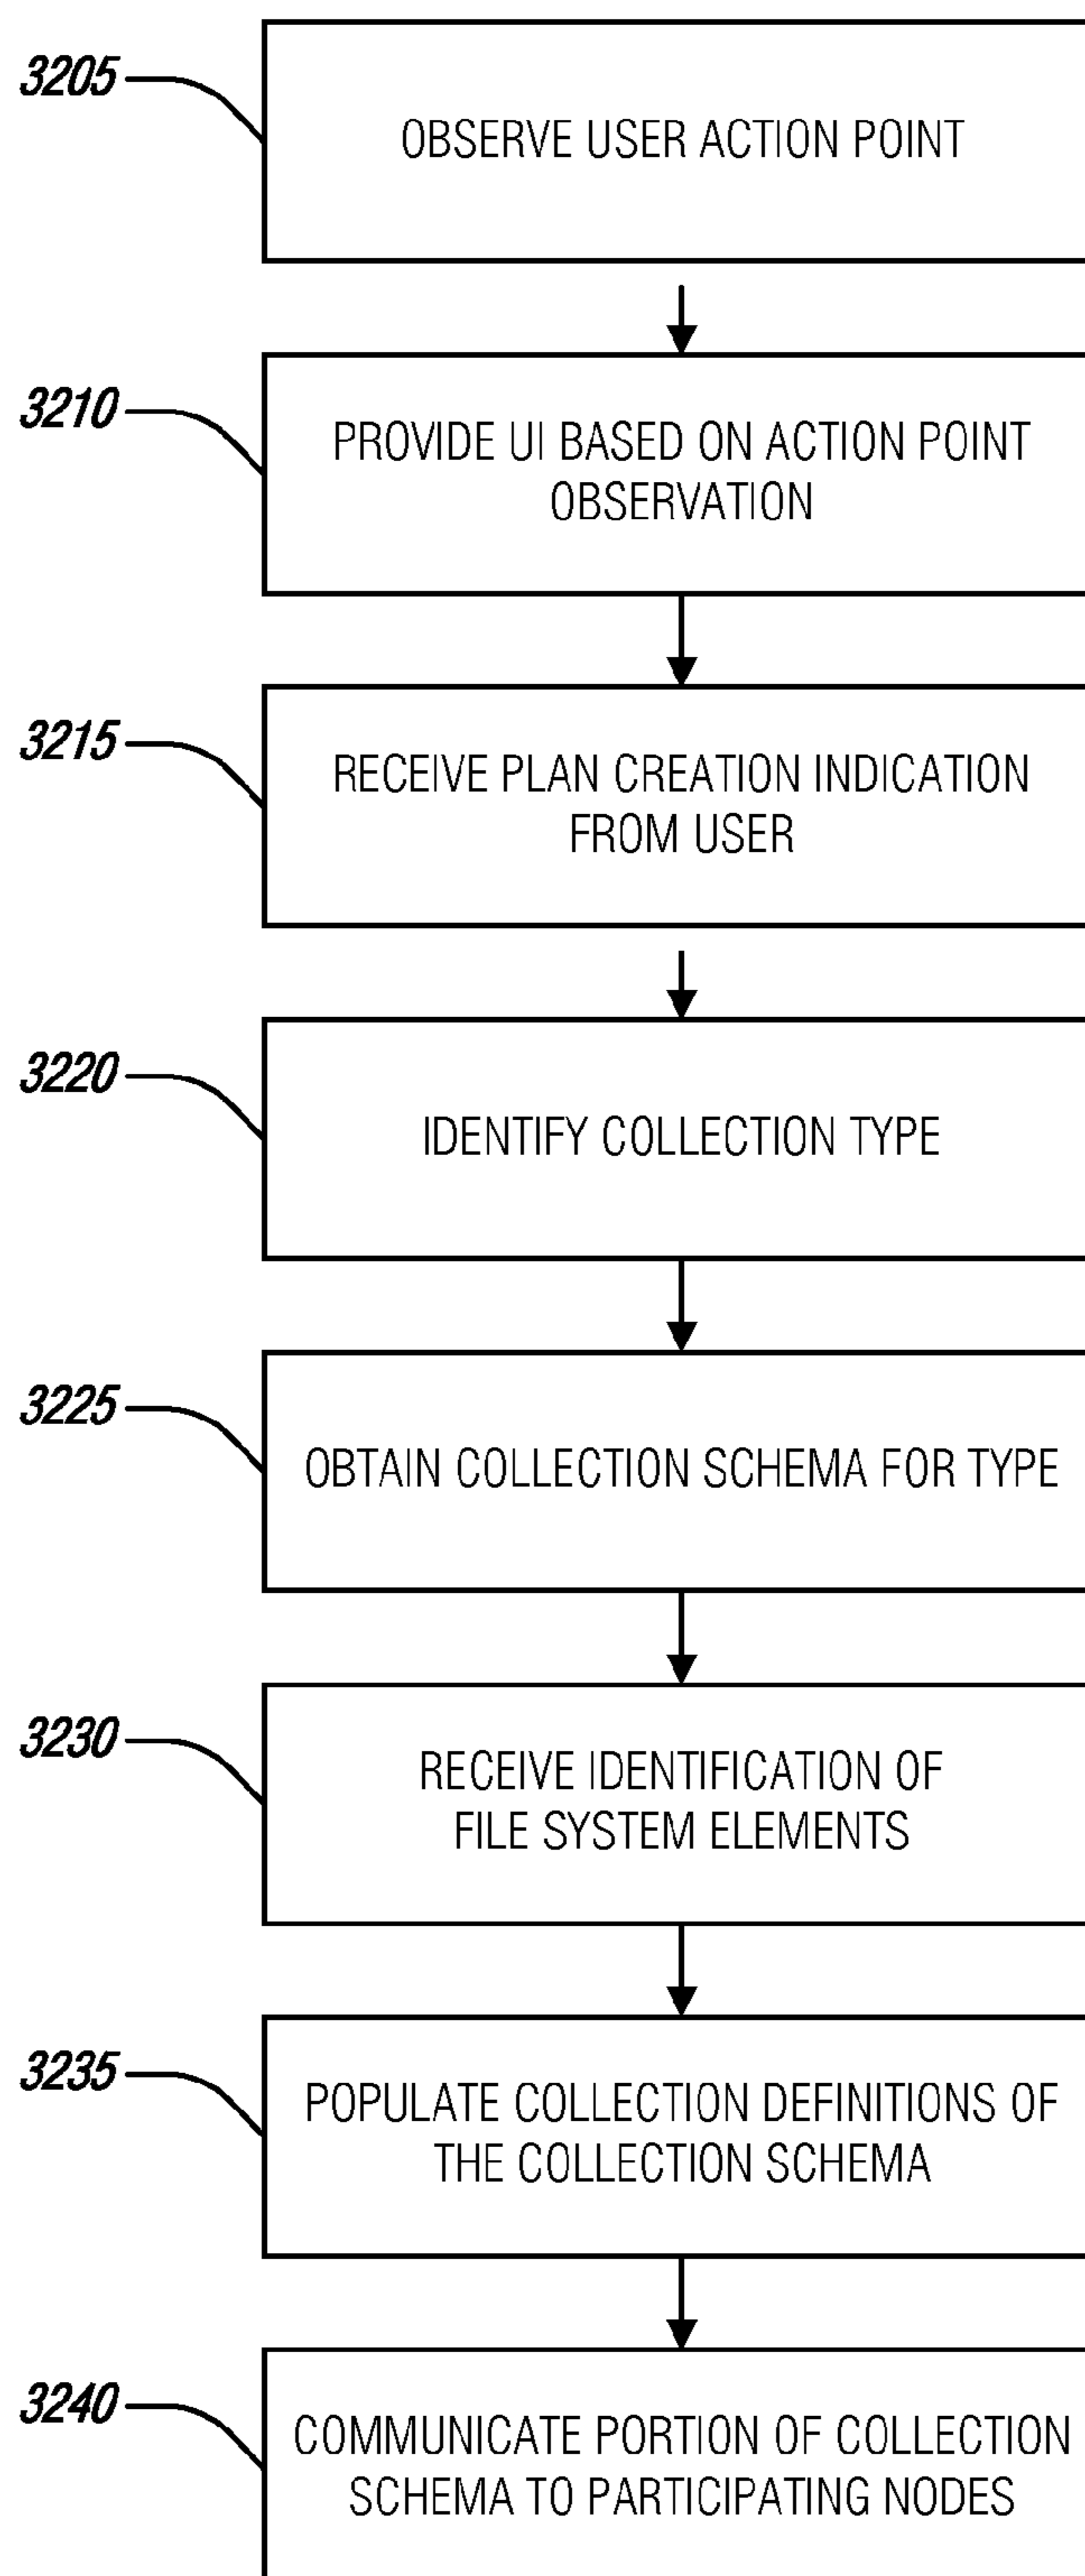 3205
OBSERVE USER ACTION POINT
3210
PROVIDE UI BASED ON ACTION POINT
OBSERVATION
3215
RECEIVE PLAN CREATION INDICATION
FROM USER
3220
IDENTIFY COLLECTION TYPE
3225
OBTAIN COLLECTION SCHEMA FOR TYPE
3230
RECEIVE IDENTIFICATION OF
FILE SYSTEM ELEMENTS
3235
POPULATE COLLECTION DEFINITIONS OF
THE COLLECTION SCHEMA
3240
COMMUNICATE PORTION OF COLLECTION
SCHEMA TO PARTICIPATING NODES